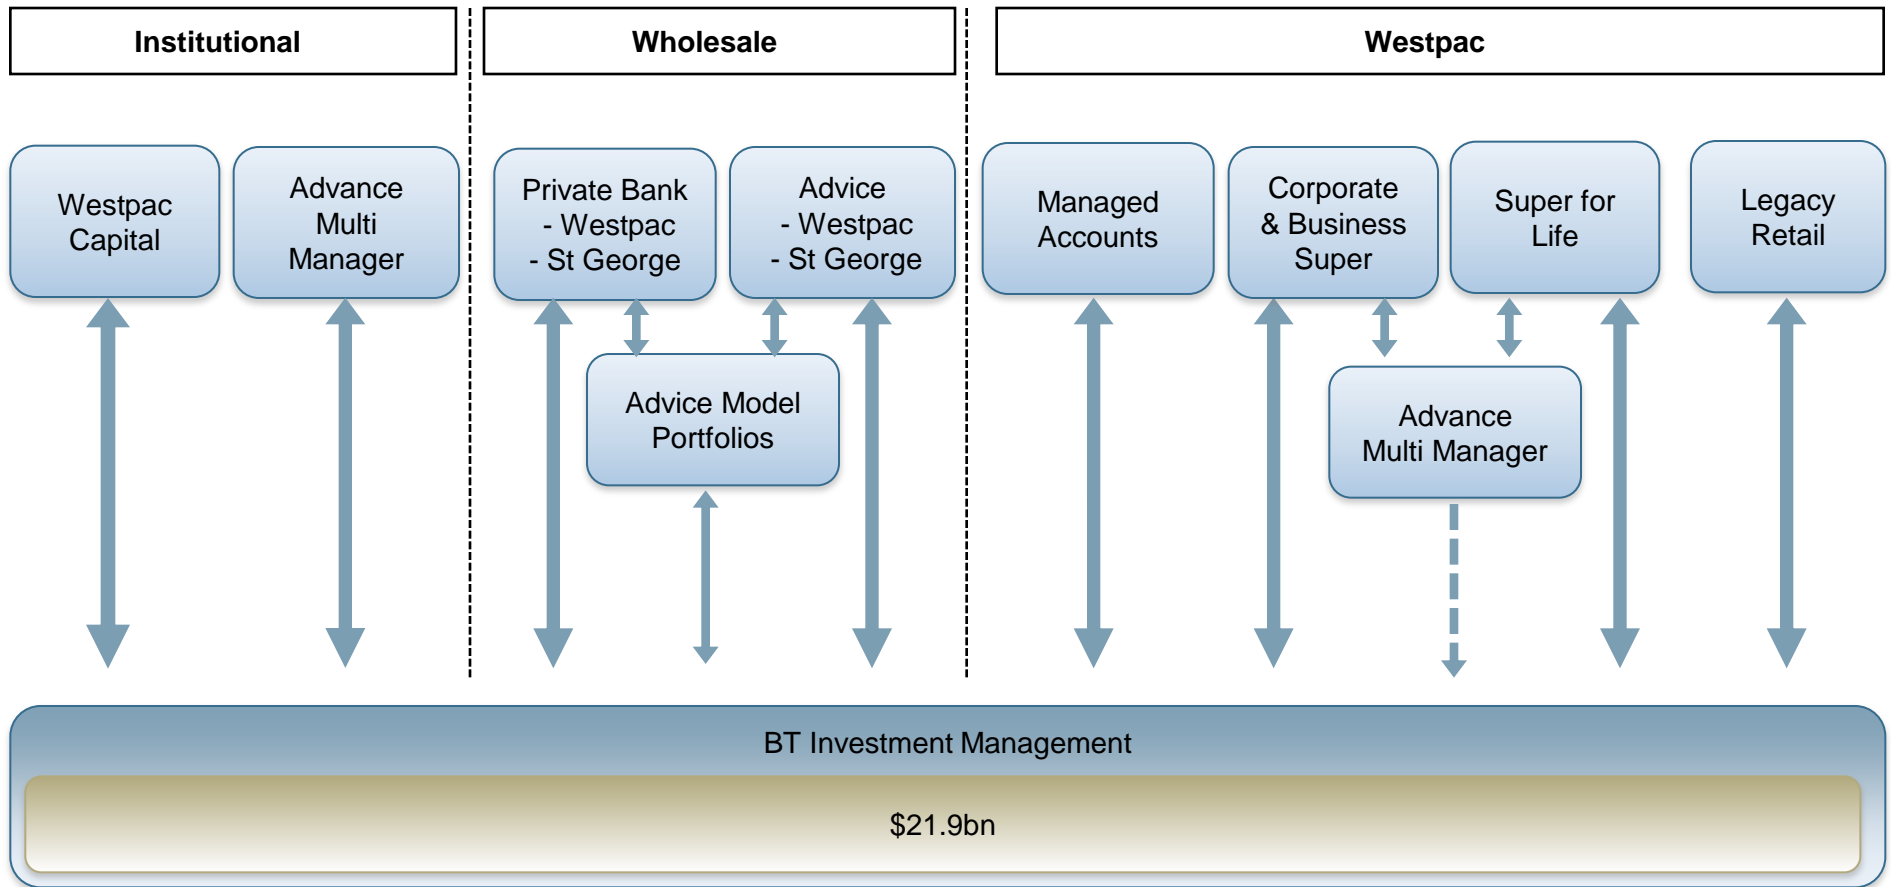 Institutional
Wholesale
Westpac
Westpac
Capital
Advance
Multi
Manager
Private Bank
- Westpac
- St George
Advice
- Westpac
- St George
Managed
Accounts
Corporate
& Business
Super
Super for
Life
Legacy
Retail
Advice Model
Portfolios
Advance
Multi Manager
BT Investment Management
$21.9bn